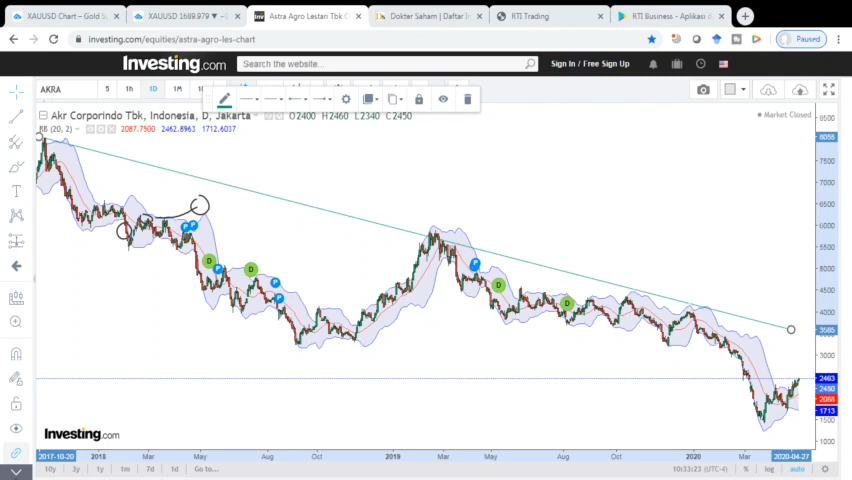 XAUUSD Chart – Gold S
XAUUSD 1689.979 ▼ −0
Astra Agro Lestari Tbk C
Dokter Saham | Daftar In
RTI Trading
RTI Business - Aplikasi d
investing.com/equities/astra-agro-les-chart
Paused
Investing.com
Search the website...
Sign In / Free Sign Up
AKRA
5
1h
1D
1M
Akr Corporindo Tbk, Indonesia, D, Jakarta
O2400 H2460 L2340 C2450
Market Closed
BB (20, 2)
2087.7500 2462.8963 1712.6037
8500
8055
7500
7000
6500
6000
5500
5000
4500
4000
3585
3000
2463
2450
2088
1713
1000
P
P
D
P
D
P
P
P
D
D
Investing.com
2017-10-20
2018
Mar
May
Aug
Oct
2019
Mar
May
Aug
Oct
2020
Mar
2020-04-27
10y
3y
1y
1m
7d
1d
Go to...
10:33:23 (UTC-4)
%
log
auto